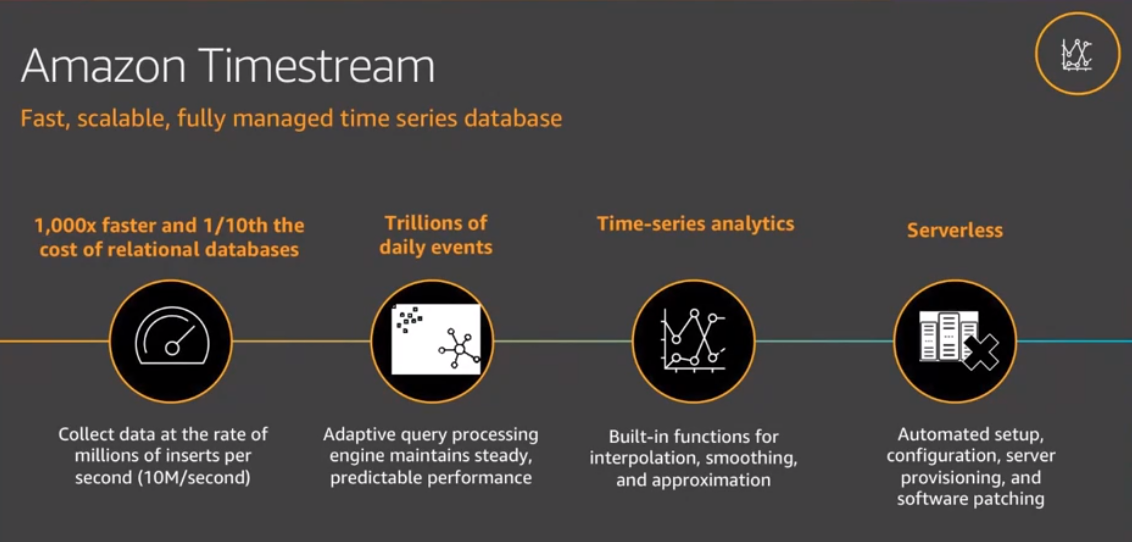 Amazon Timestream
Fast, scalable, fully managed time series database
1,000x faster and 1/10th the
cost of relational databases
Collect data at the rate of
millions of inserts per
second (10M/second)
Trillions of
daily events
Adaptive query processing
engine maintains steady,
predictable performance
Time-series analytics
Built-in functions for
interpolation, smoothing,
and approximation
Serverless
Automated setup,
configuration, server
provisioning, and
software patching